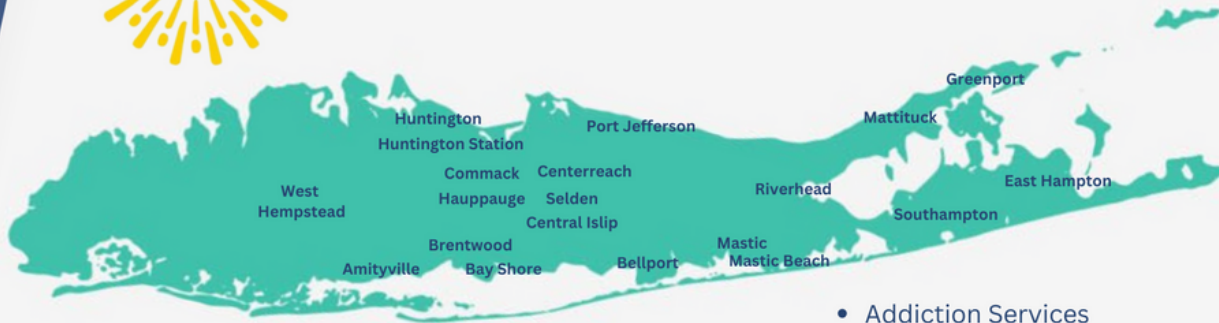 Greenport
Huntington
Mattituck
Port Jefferson
Huntington Station
Commack
Centerreach
West
Hempstead
Riverhead
East Hampton
Hauppauge
Selden
Southampton
Central Islip
Brentwood
Mastic
Mastic Beach
Amityville
Bay Shore
Bellport
• Addiction Services